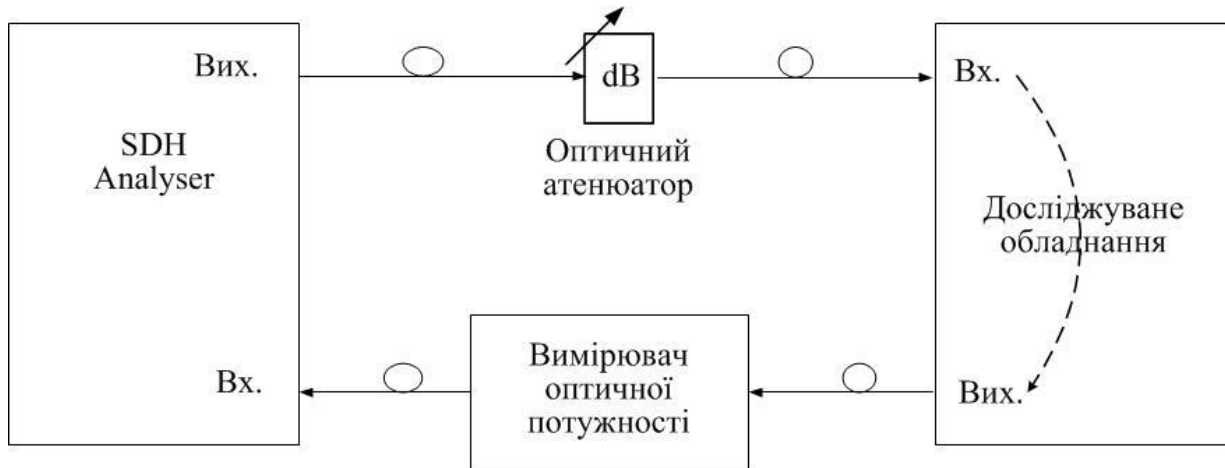 Вих.
dB
Вх.
SDH
Analyser
Оптичний
атенюатор
Досліджуване
обладнання
Вх.
Вимірювач
оптичної
потужності
Вих.